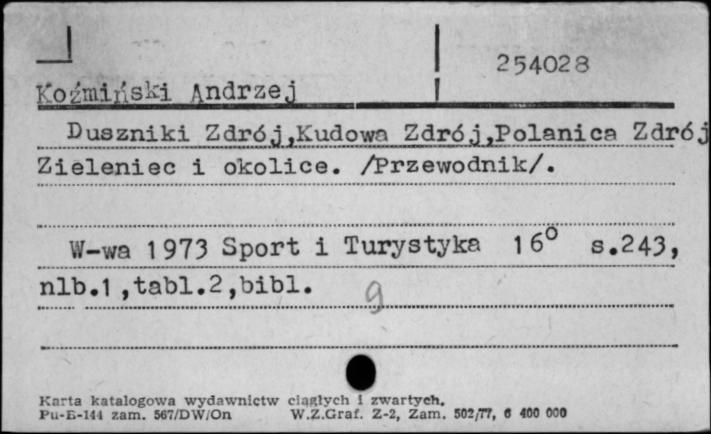 254028
Koźmiński Andrzej
Duszniki Zdrój,Kudowa Zdrój,Polanica Zdrój
Zieleniec i okolice. /Przewodnik/.
W-wa 1973 Sport i Turystyka 16° s.243,
nlb.1,tabl.2,bibl.
g
Karta katalogowa wydawnictw ciągłych i zwartych.
Pu-E-144 zam. 567/DW/On W.Z.Graf. Z-2, Zam. 502/77, 6 400 000